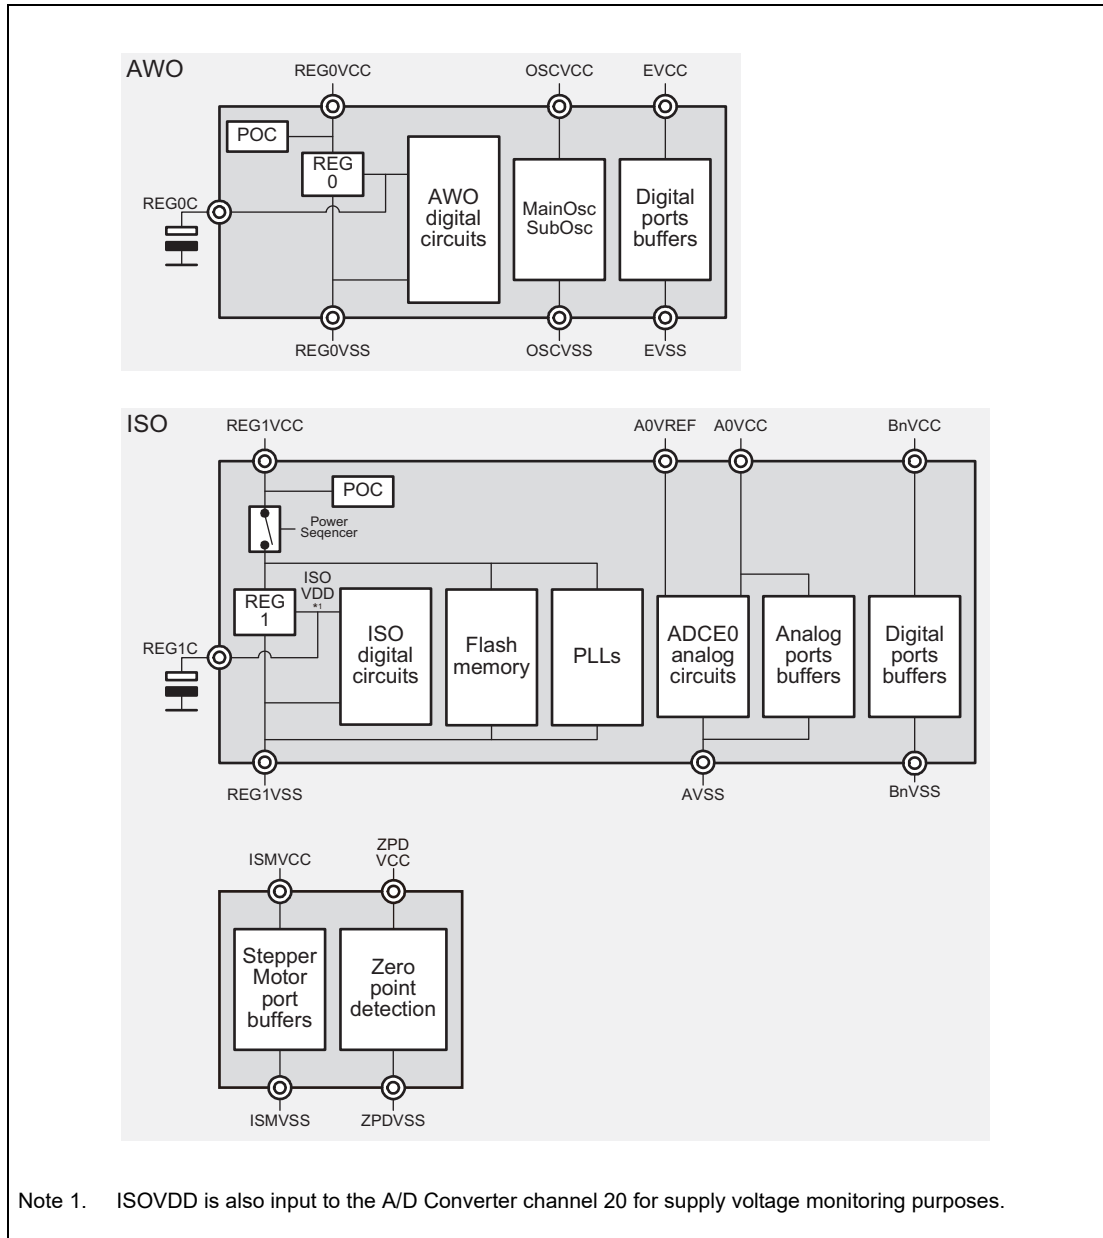 AWO
REG0VCC
OSCVCC
EVCC
POC
REG
0
REG0C
AWO
digital
circuits
MainOsc
SubOsc
Digital
ports
buffers
REG0VSS
OSCVSS
EVSS
ISO
REG1VCC
A0VREF
A0VCC
BnVCC
POC
Power
Seqencer
ISO
VDD
*1
REG
1
REG1C
ISO
digital
circuits
Flash
memory
PLLs
ADCE0
analog
circuits
Analog
ports
buffers
Digital
ports
buffers
REG1VSS
AVSS
BnVSS
ISMVCC
ZPD
VCC
Stepper
Motor
port
buffers
Zero
point
detection
ISMVSS
ZPDVSS
Note 1. ISOVDD is also input to the A/D Converter channel 20 for supply voltage monitoring purposes.